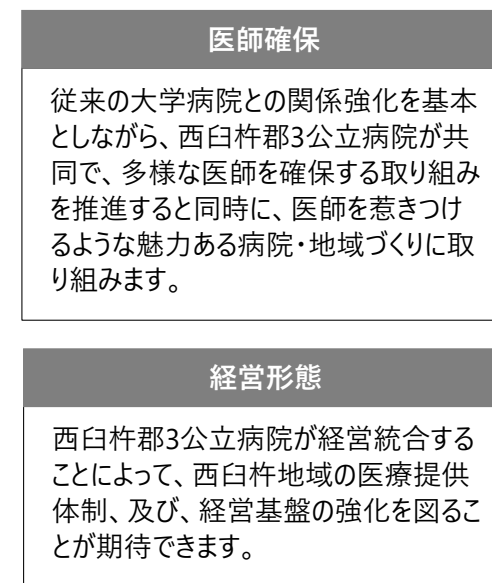 医師確保
従来の大学病院との関係強化を基本
としながら、西臼杵郡3公立病院が共
同で、多様な医師を確保する取り組み
を推進すると同時に、医師を惹きつけ
るような魅力ある病院・地域づくりに取
り組みます。
経営形態
西臼杵郡3公立病院が経営統合する
ことによって、西臼杵地域の医療提供
体制、及び、経営基盤の強化を図るこ
とが期待できます。